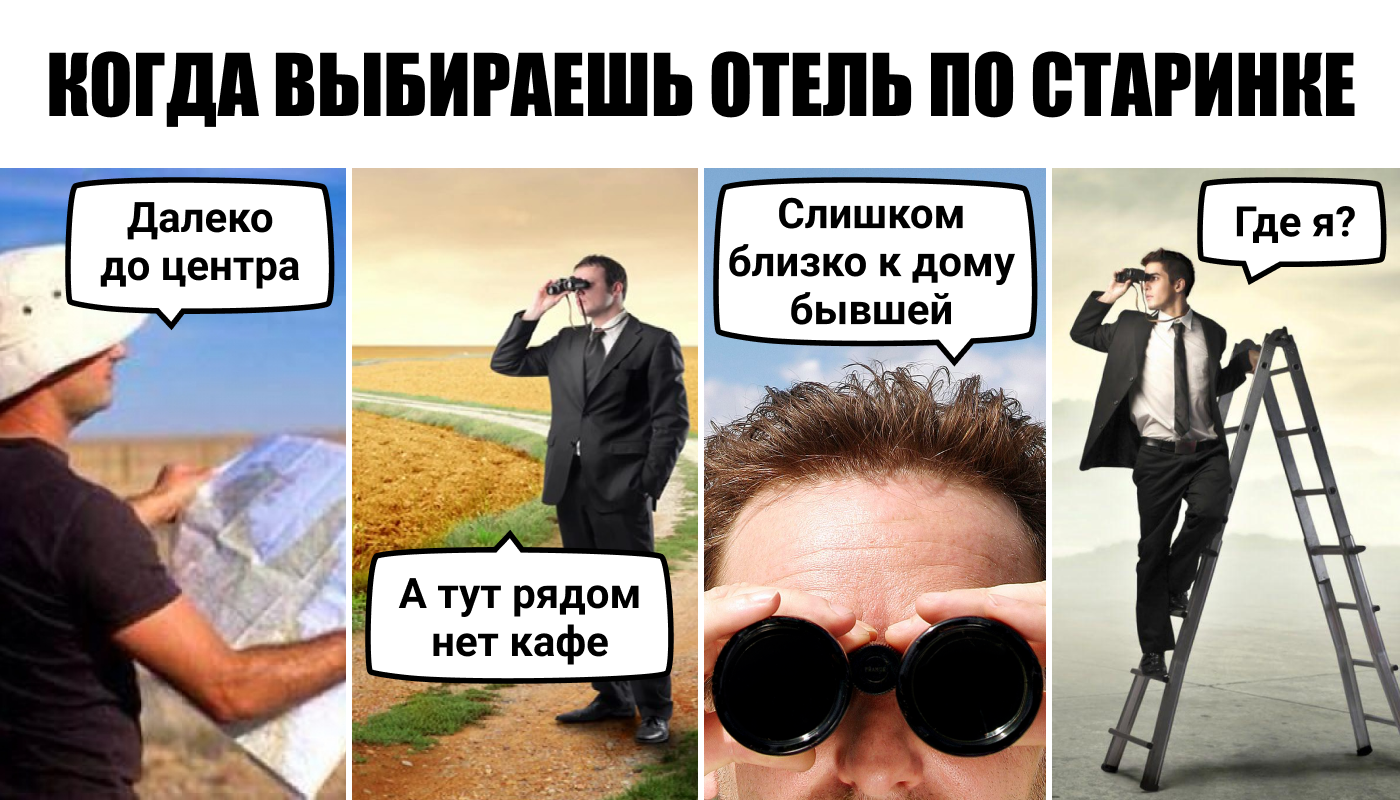 КОГДА ВЫБИРАЕШЬ ОТЕЛЬ ПО СТАРИНКЕ
Далеко
до центра
А тут рядом
нет кафе
Слишком
близко к дому
бывшей
Где я?